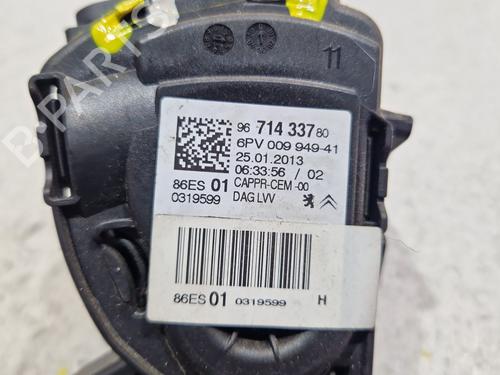 11
96 714 337 80
6PV 009 949-41
25.01.2013
06:33:56 / 02
86ES 01 CAPPR-CEM -00
0319599 DAG LVV
86ES 01 0319599 H
B-PARTS